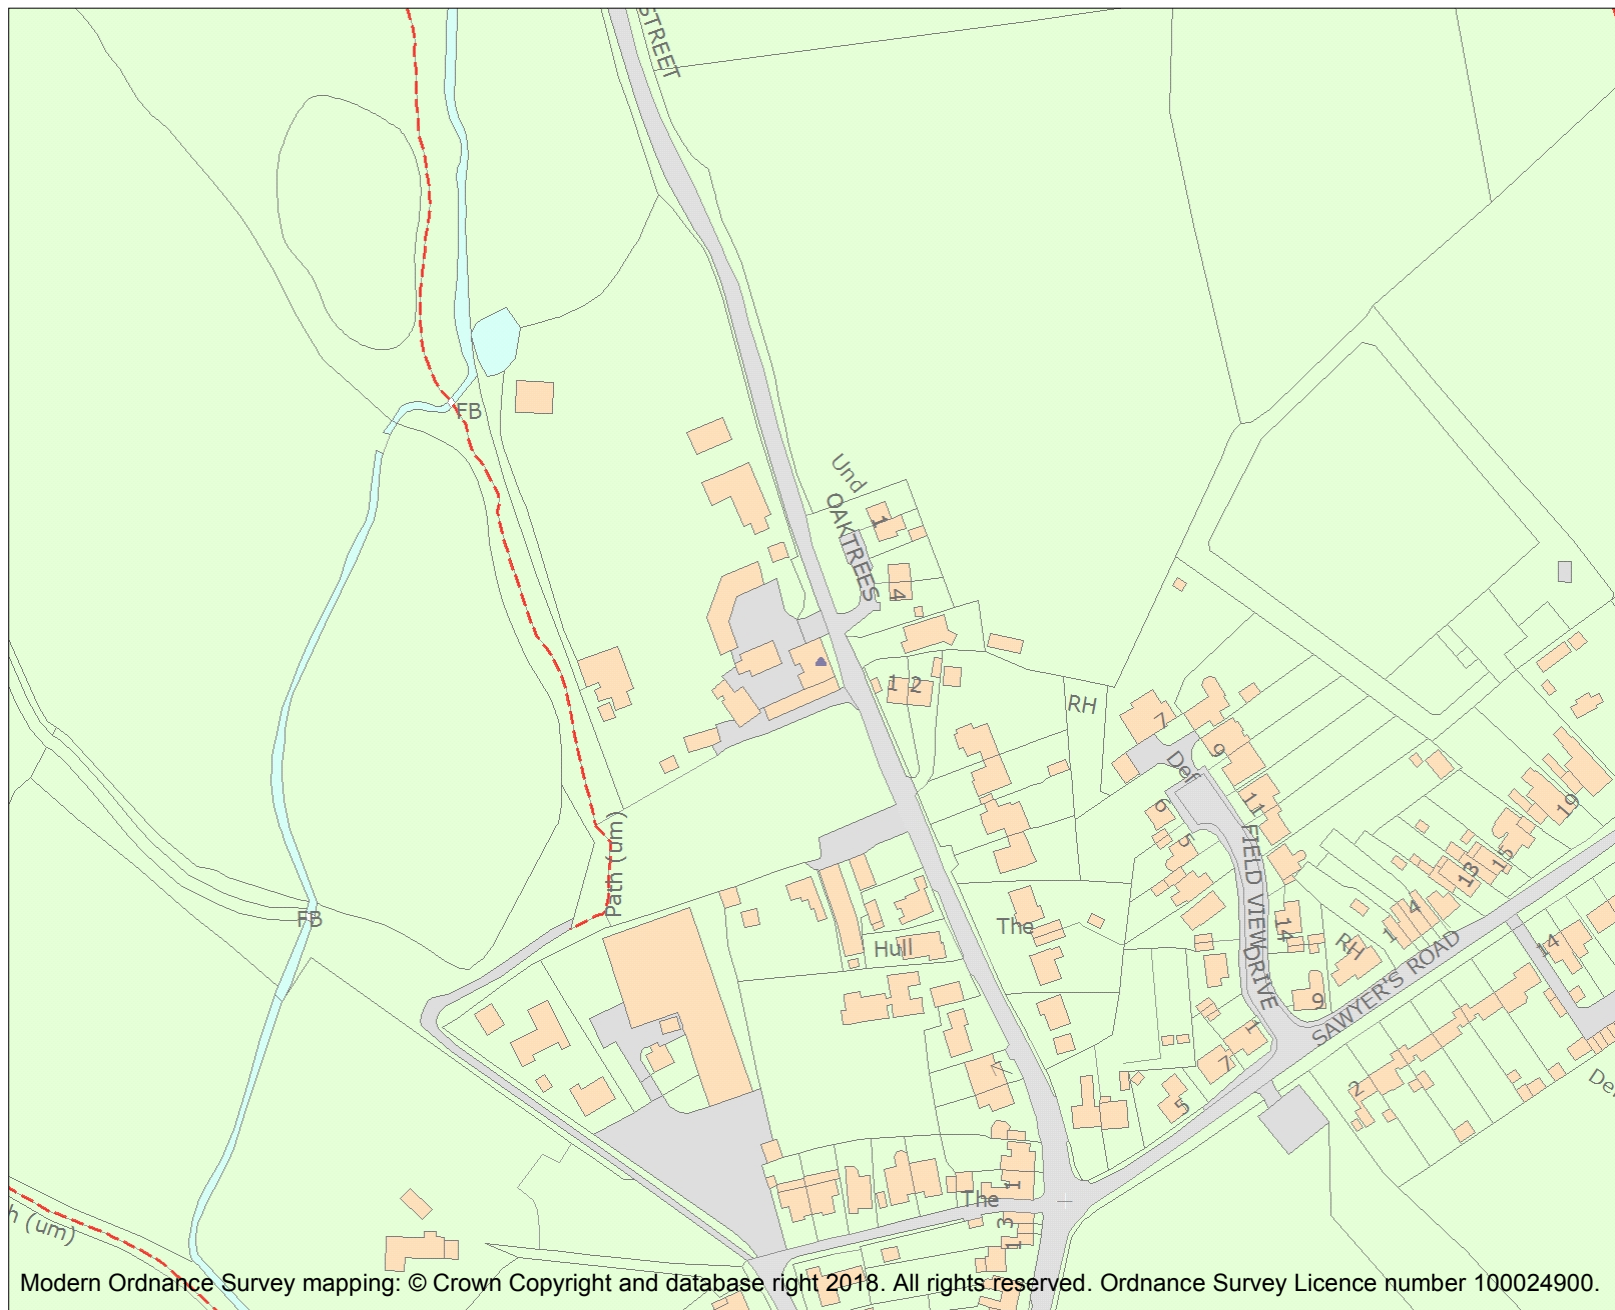 STREET
FB
Und
OAKTREES
1
4
1 2
RH
7
Def
9
11
6
5
FIELD VIEW DRIVE
19
15
13
4
1
Path (um)
FB
Hull
The
14
RH
14
SAWYER'S ROAD
9
1
7
5
2
The
1
3
1
h (um)
Modern Ordnance Survey mapping: © Crown Copyright and database right 2018. All rights reserved. Ordnance Survey Licence number 100024900.